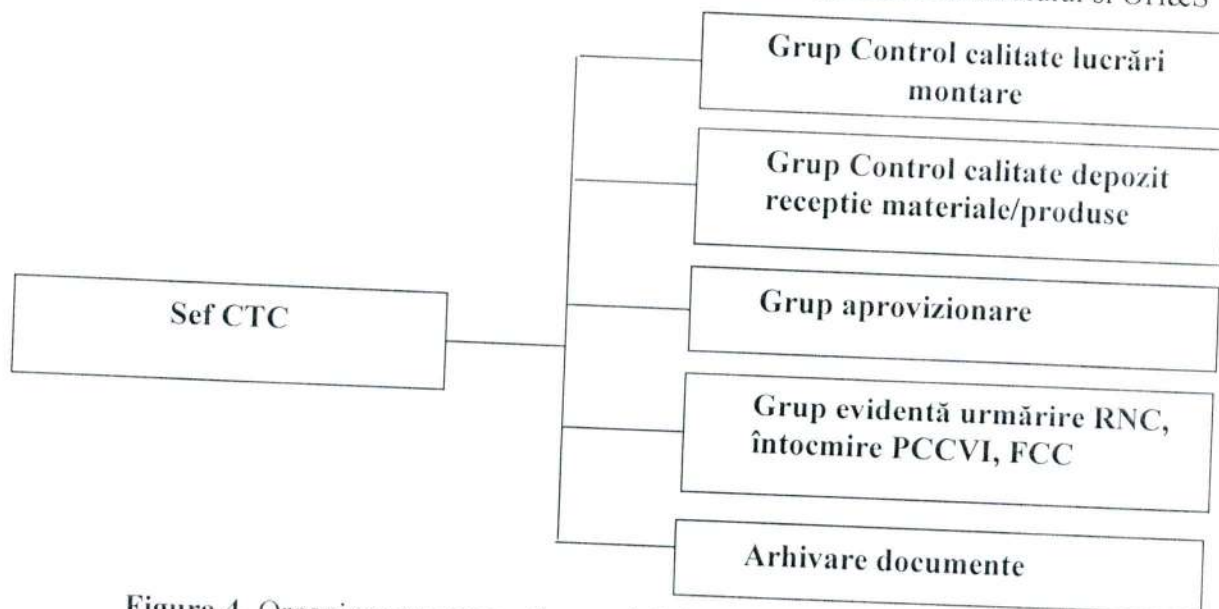 Grup Control calitate lucrări
montare
Grup Control calitate depozit
receptie materiale/produse
Sef CTC
Grup aprovizionare
Grup evidentă urmărire RNC,
întocmire PCCVI, FCC
Arhivare documente
Figura 4.